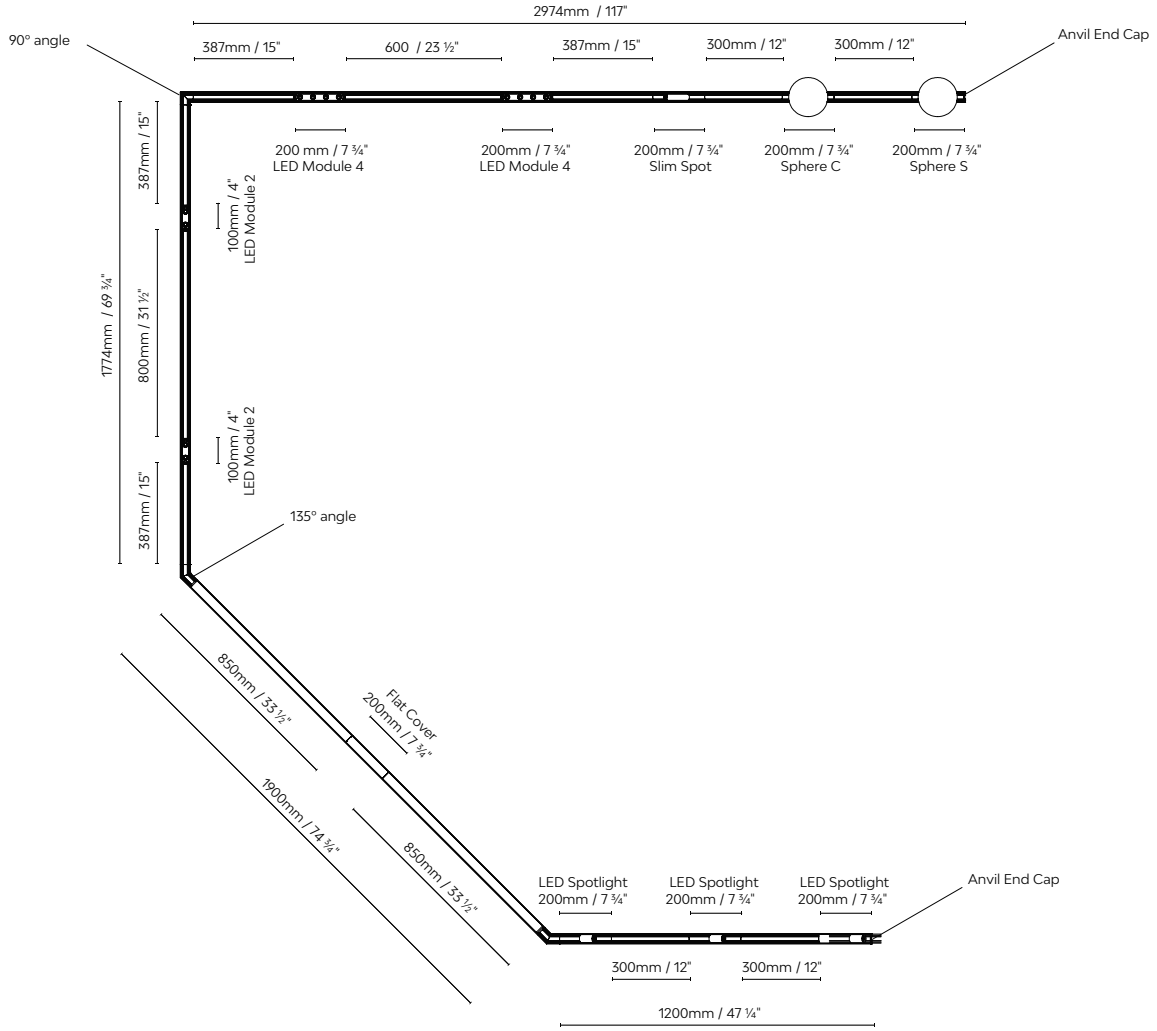 2974mm / 117"
90º angle
Anvil End Cap
387mm / 15"
600 / 23 ½"
387mm / 15"
300mm / 12"
300mm / 12"
200 mm / 7 ¾"
LED Module 4
200mm / 7 ¾"
LED Module 4
200mm / 7 ¾"
Slim Spot
200mm / 7 ¾"
Sphere C
200mm / 7 ¾"
Sphere S
387mm / 15"
100mm / 4"
LED Module 2
1774mm / 69 ¾"
800mm / 31 ½"
100mm / 4"
LED Module 2
387mm / 15"
135º angle
850mm / 33 ½"
Flat Cover
200mm / 7 ¾"
1900mm / 74 ¾"
850mm / 33 ½"
LED Spotlight
200mm / 7 ¾"
LED Spotlight
200mm / 7 ¾"
LED Spotlight
200mm / 7 ¾"
Anvil End Cap
300mm / 12"
300mm / 12"
1200mm / 47 ¼"